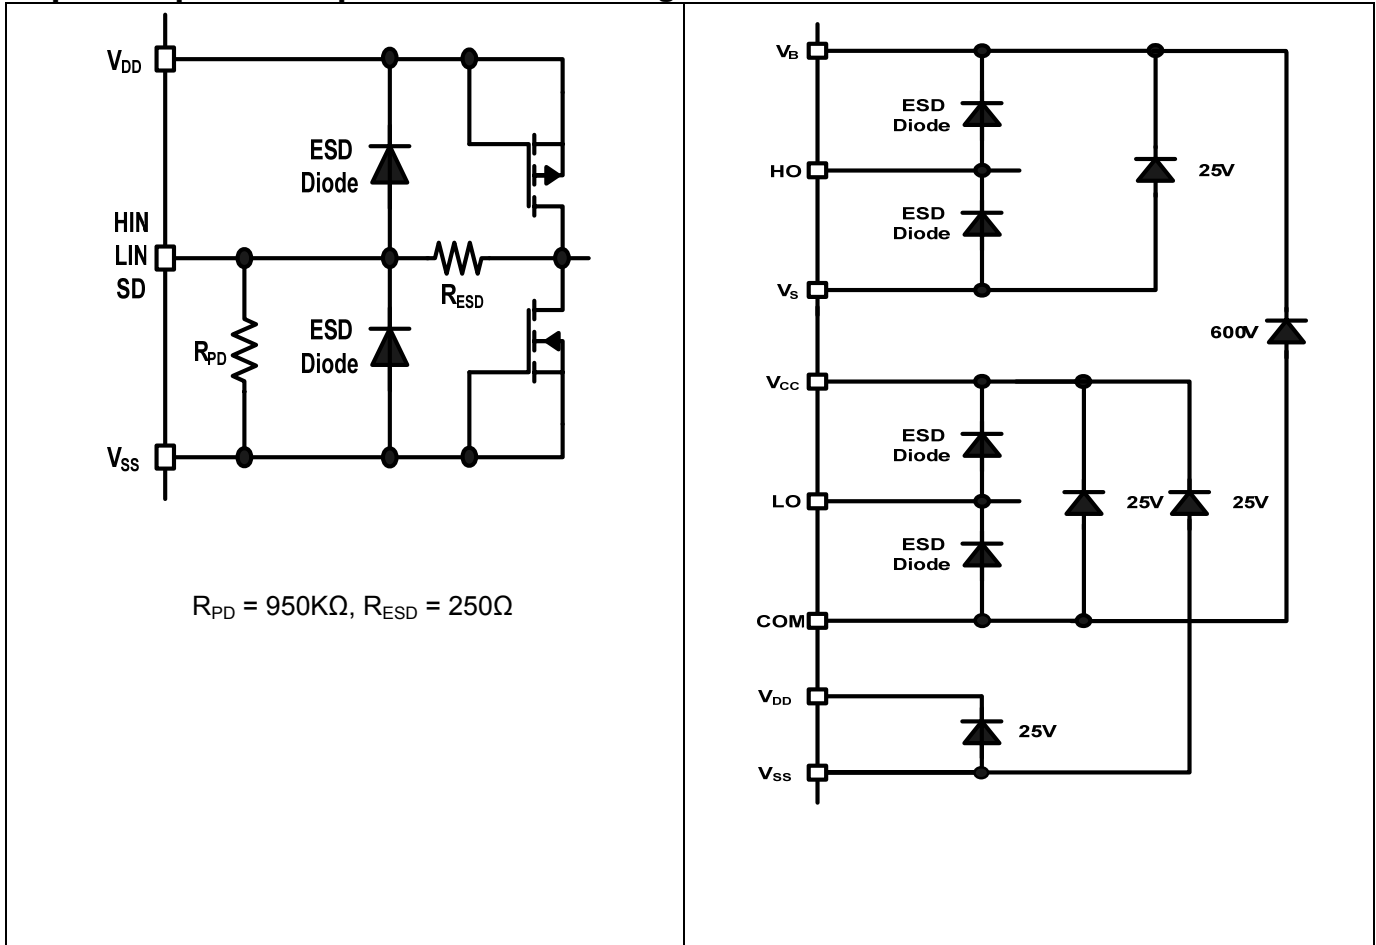 VDD
ESD
Diode
HIN
LIN
SD
RESD
RPD
ESD
Diode
VSS
RPD = 950KΩ, RESD = 250Ω
VB
ESD
Diode
HO
25V
ESD
Diode
VS
600V
VCC
ESD
Diode
LO
25V
25V
ESD
Diode
COM
VDD
25V
VSS